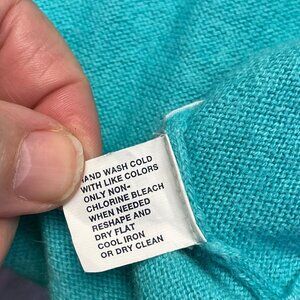 HAND WASH COLD
WITH LIKE COLORS
ONLY NON-
CHLORINE BLEACH
WHEN NEEDED
RESHAPE AND
DRY FLAT
COOL IRON
OR DRY CLEAN